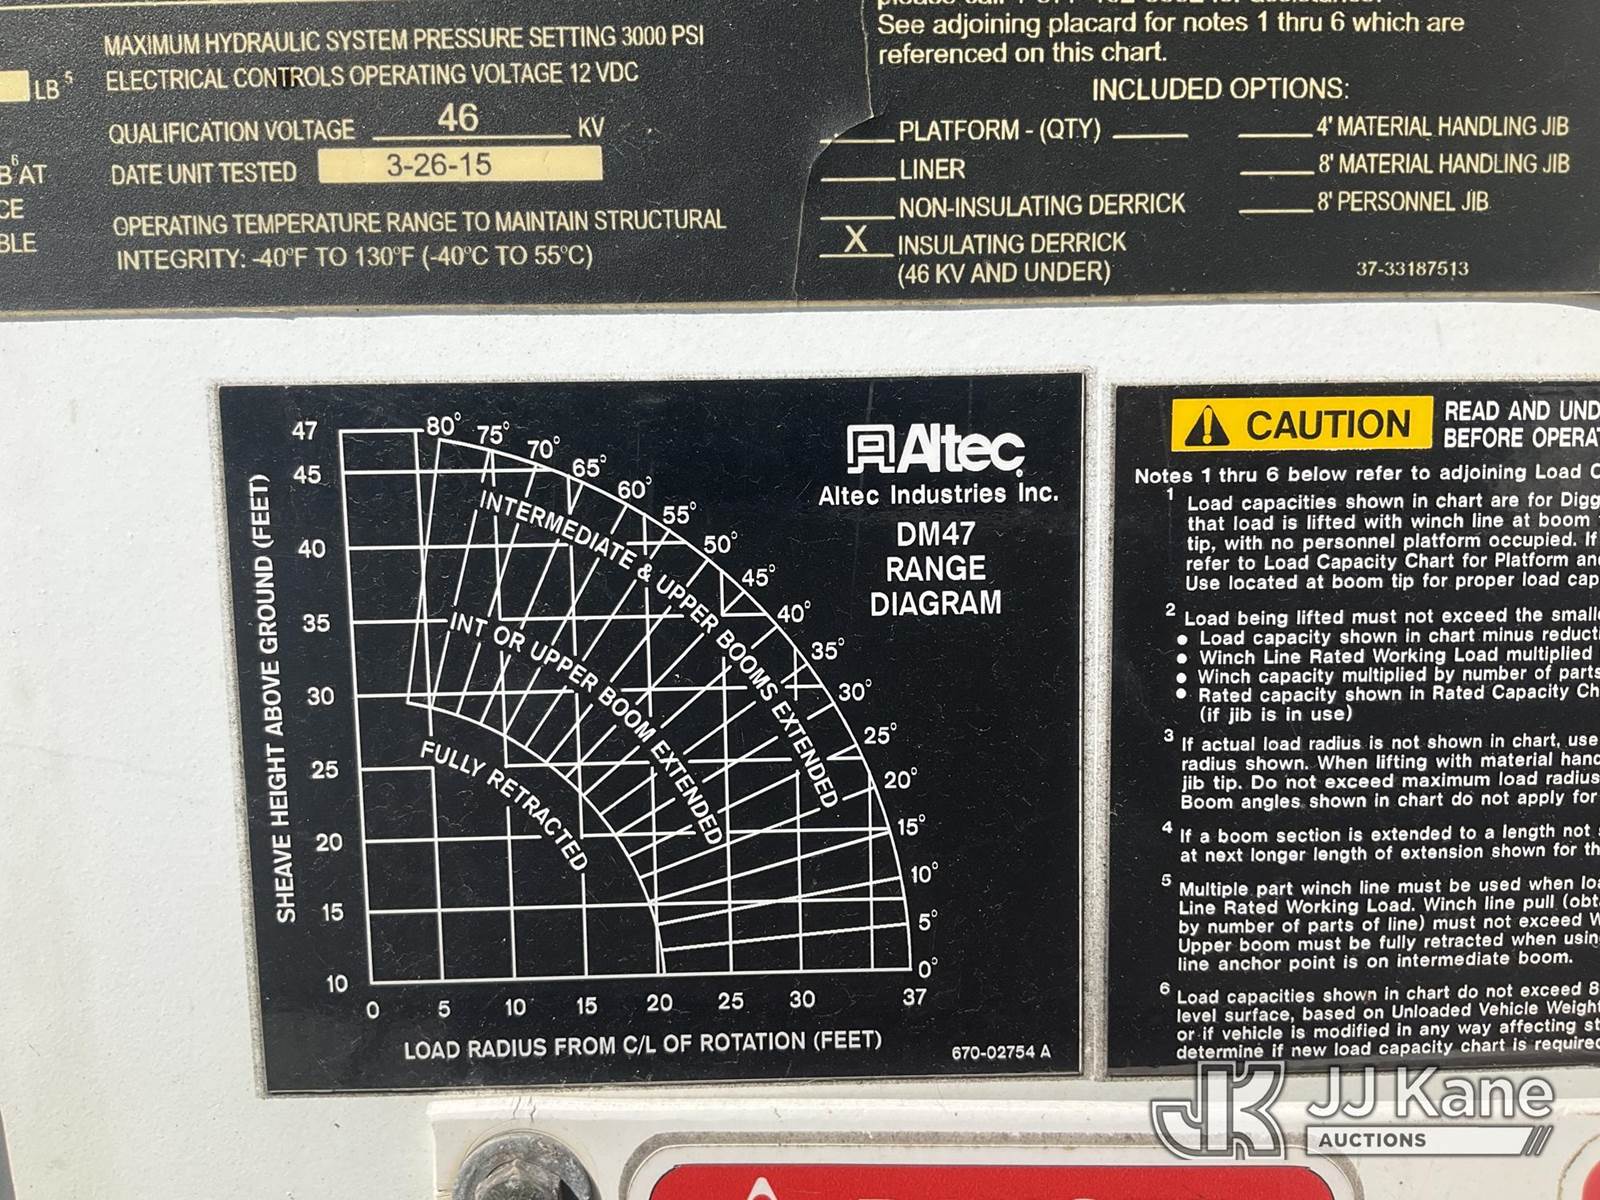 MAXIMUM HYDRAULIC SYSTEM PRESSURE SETTING 3000 PSI
LB 5
ELECTRICAL CONTROLS OPERATING VOLTAGE 12 VDC
QUALIFICATION VOLTAGE 46 KV
6
AT
DATE UNIT TESTED 3-26-15
OPERATING TEMPERATURE RANGE TO MAINTAIN STRUCTURAL
INTEGRITY: -40°F TO 130°F (-40°C TO 55°C)
See adjoining placard for notes 1 thru 6 which are
referenced on this chart.
INCLUDED OPTIONS:
PLATFORM - (QTY)
LINER
NON-INSULATING DERRICK
X INSULATING DERRICK
(46 KV AND UNDER)
4' MATERIAL HANDLING JIB
8' MATERIAL HANDLING JIB
8' PERSONNEL JIB
37-33187513
Altec
Altec Industries Inc.
DM47
RANGE
DIAGRAM
SHEAVE HEIGHT ABOVE GROUND (FEET)
47
45
40
35
30
25
20
15
10
80°
75°
70°
65°
60°
55°
50°
45°
40°
35°
30°
25°
20°
15°
10°
5°
0°
INTERMEDIATE & UPPER BOOMS EXTENDED
INT OR UPPER BOOM EXTENDED
FULLY RETRACTED
0 5 10 15 20 25 30 37
LOAD RADIUS FROM C/L OF ROTATION (FEET)
670-02754 A
CAUTION
READ AND
BEFORE
Notes 1 thru 6 below refer to adjoining Load
1 Load capacities shown in chart are for
that load is lifted with winch line at boom
tip, with no personnel platform occupied. If
refer to Load Capacity Chart for Platform
Use located at boom tip for proper load
2 Load being lifted must not exceed the
• Load capacity shown in chart minus
• Winch Line Rated Working Load multiplied
• Winch capacity multiplied by number of parts
• Rated capacity shown in Rated Capacity
(if jib is in use)
3 If actual load radius is not shown in chart, use
radius shown. When lifting with material
jib tip. Do not exceed maximum load radius
Boom angles shown in chart do not apply for
4 If a boom section is extended to a length not
at next longer length of extension shown for
5 Multiple part winch line must be used when
Line Rated Working Load. Winch line pull
by number of parts of line) must not exceed
Upper boom must be fully retracted when
line anchor point is on intermediate boom.
6 Load capacities shown in chart do not exceed
level surface, based on Unloaded Vehicle
or if vehicle is modified in any way affecting
determine if new load capacity chart is
JK JJ Kane
AUCTIONS